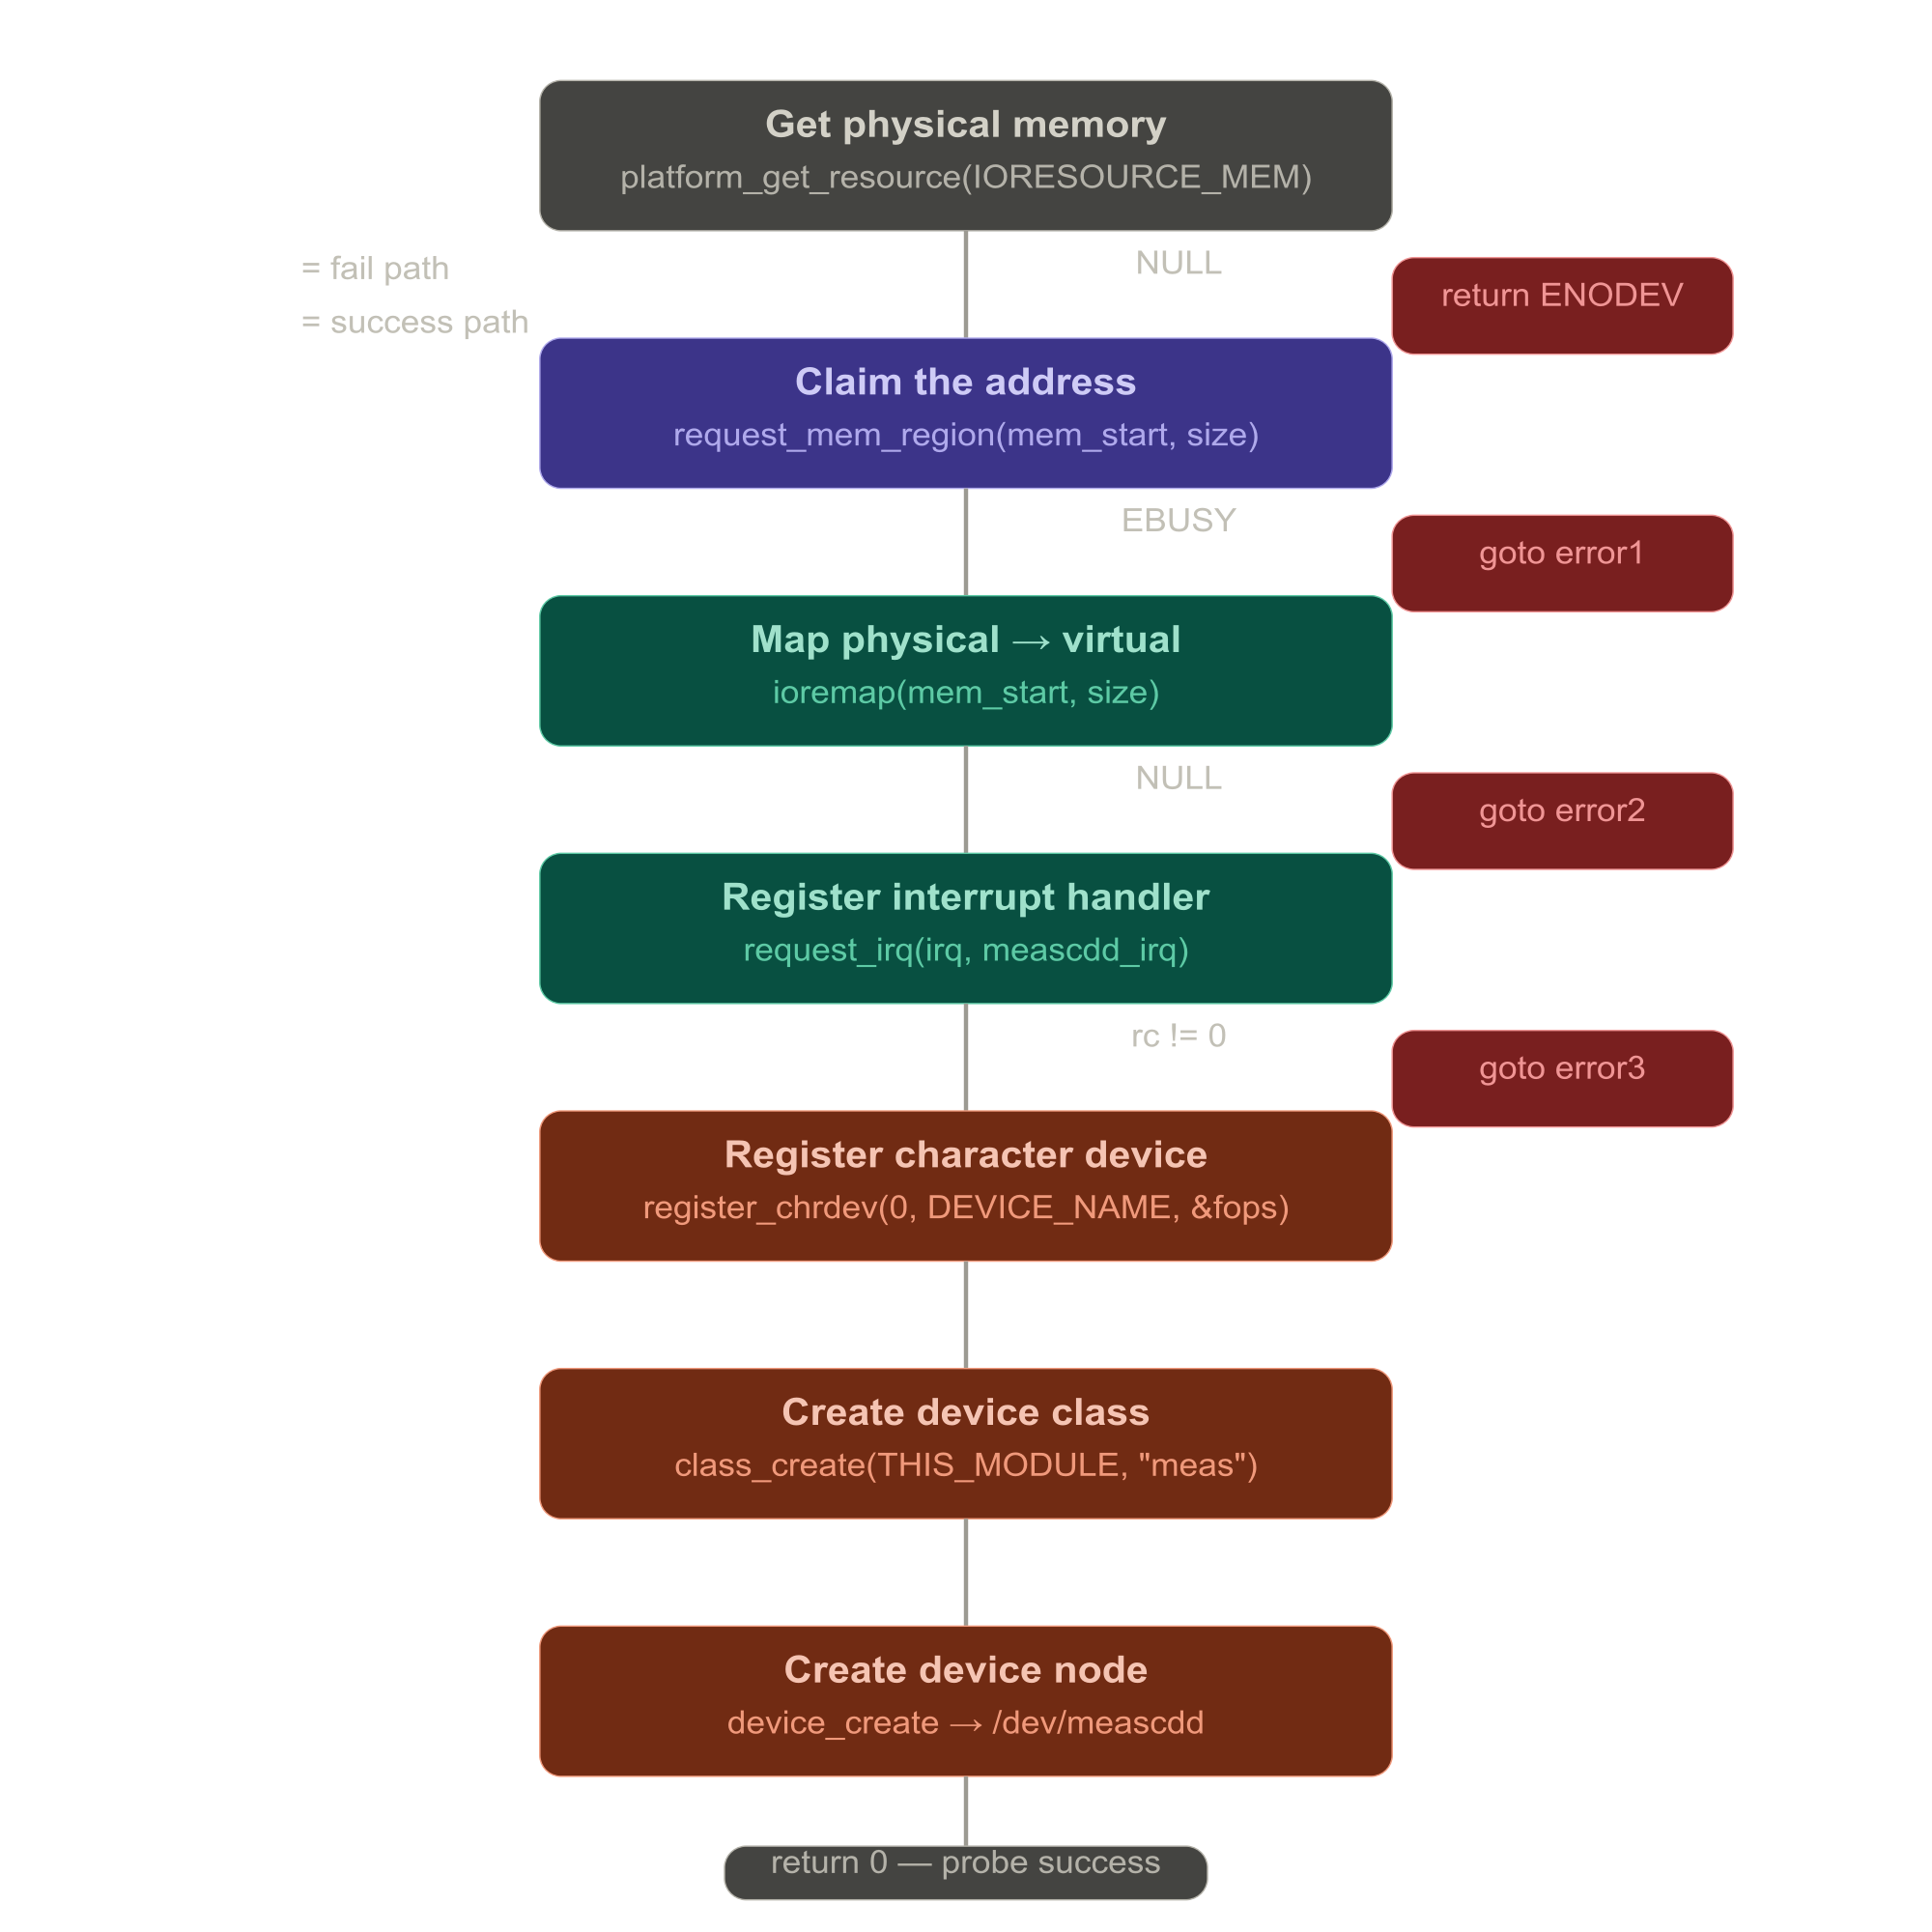 Get physical memory
platform_get_resource(IORESOURCE_MEM)
= fail path
= success path
NULL
return ENODEV
Claim the address
request_mem_region(mem_start, size)
EBUSY
goto error1
Map physical → virtual
ioremap(mem_start, size)
NULL
goto error2
Register interrupt handler
request_irq(irq, meascdd_irq)
rc != 0
goto error3
Register character device
register_chrdev(0, DEVICE_NAME, &fops)
Create device class
class_create(THIS_MODULE, "meas")
Create device node
device_create → /dev/meascdd
return 0 — probe success